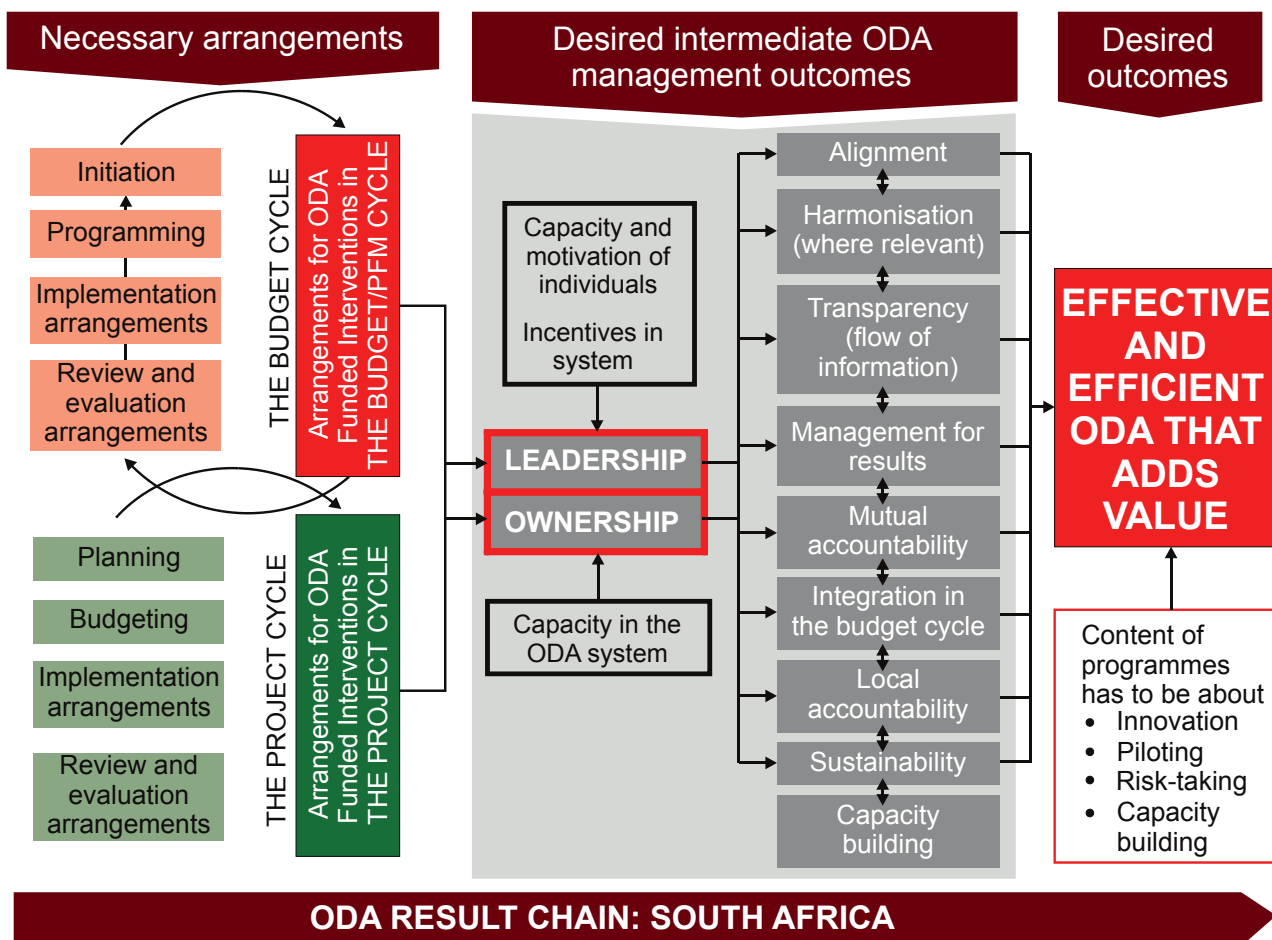 Necessary arrangements
Desired intermediate ODA
management outcomes
Desired
outcomes
Initiation
Programming
Implementation
arrangements
Review and
evaluation
arrangements
THE BUDGET CYCLE
Arrangements for ODA
Funded Interventions in
THE BUDGET/PFM CYCLE
Planning
Budgeting
Implementation
arrangements
Review and
evaluation
arrangements
THE PROJECT CYCLE
Arrangements for ODA
Funded Interventions in
THE PROJECT CYCLE
Capacity and
motivation of
individuals
Incentives in
system
LEADERSHIP
OWNERSHIP
Capacity in the
ODA system
Alignment
Harmonisation
(where relevant)
Transparency
(flow of
information)
Management for
results
Mutual
accountability
Integration in
the budget cycle
Local
accountability
Sustainability
Capacity
building
EFFECTIVE
AND
EFFICIENT
ODA THAT
ADDS
VALUE
Content of
programmes
has to be about
• Innovation
• Piloting
• Risk-taking
• Capacity
building
ODA RESULT CHAIN: SOUTH AFRICA